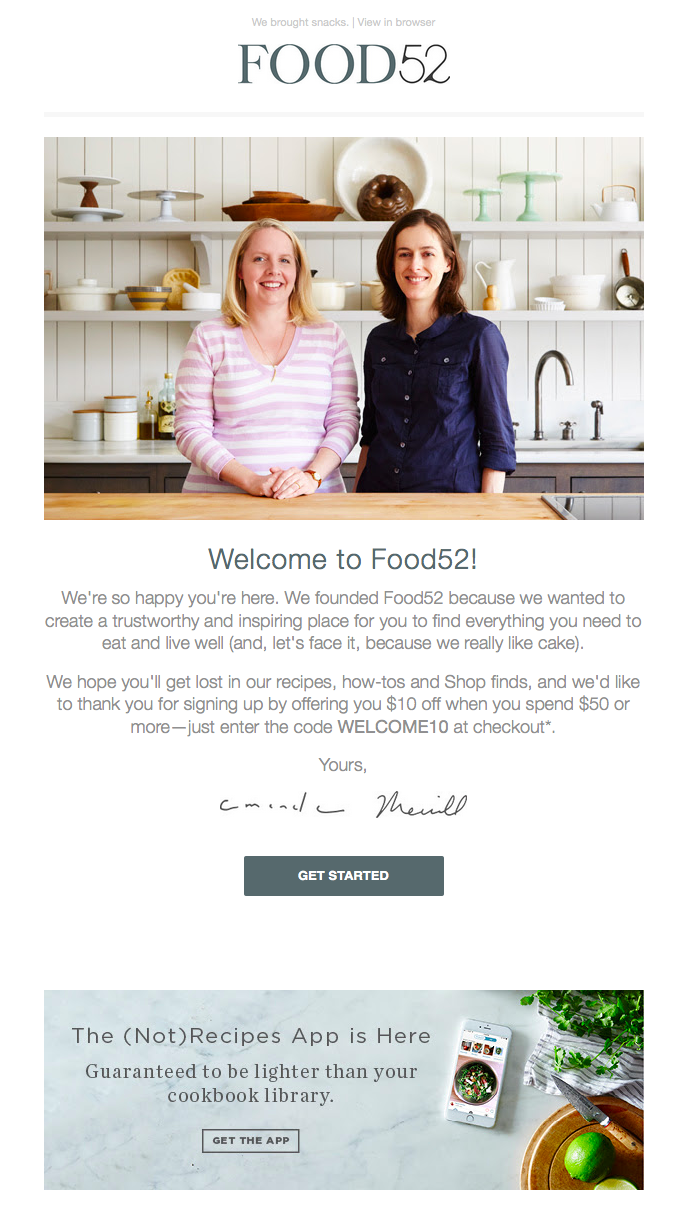 We brought snacks. | View in browser
FOOD52
Welcome to Food52!
We're so happy you're here. We founded Food52 because we wanted to
create a trustworthy and inspiring place for you to find everything you need to
eat and live well (and, let's face it, because we really like cake).
We hope you'll get lost in our recipes, how-tos and Shop finds, and we'd like
to thank you for signing up by offering you $10 off when you spend $50 or
more—just enter the code WELCOME10 at checkout*.
Yours,
amanda Merrill
GET STARTED
The (Not)Recipes App is Here
Guaranteed to be lighter than your
cookbook library.
GET THE APP